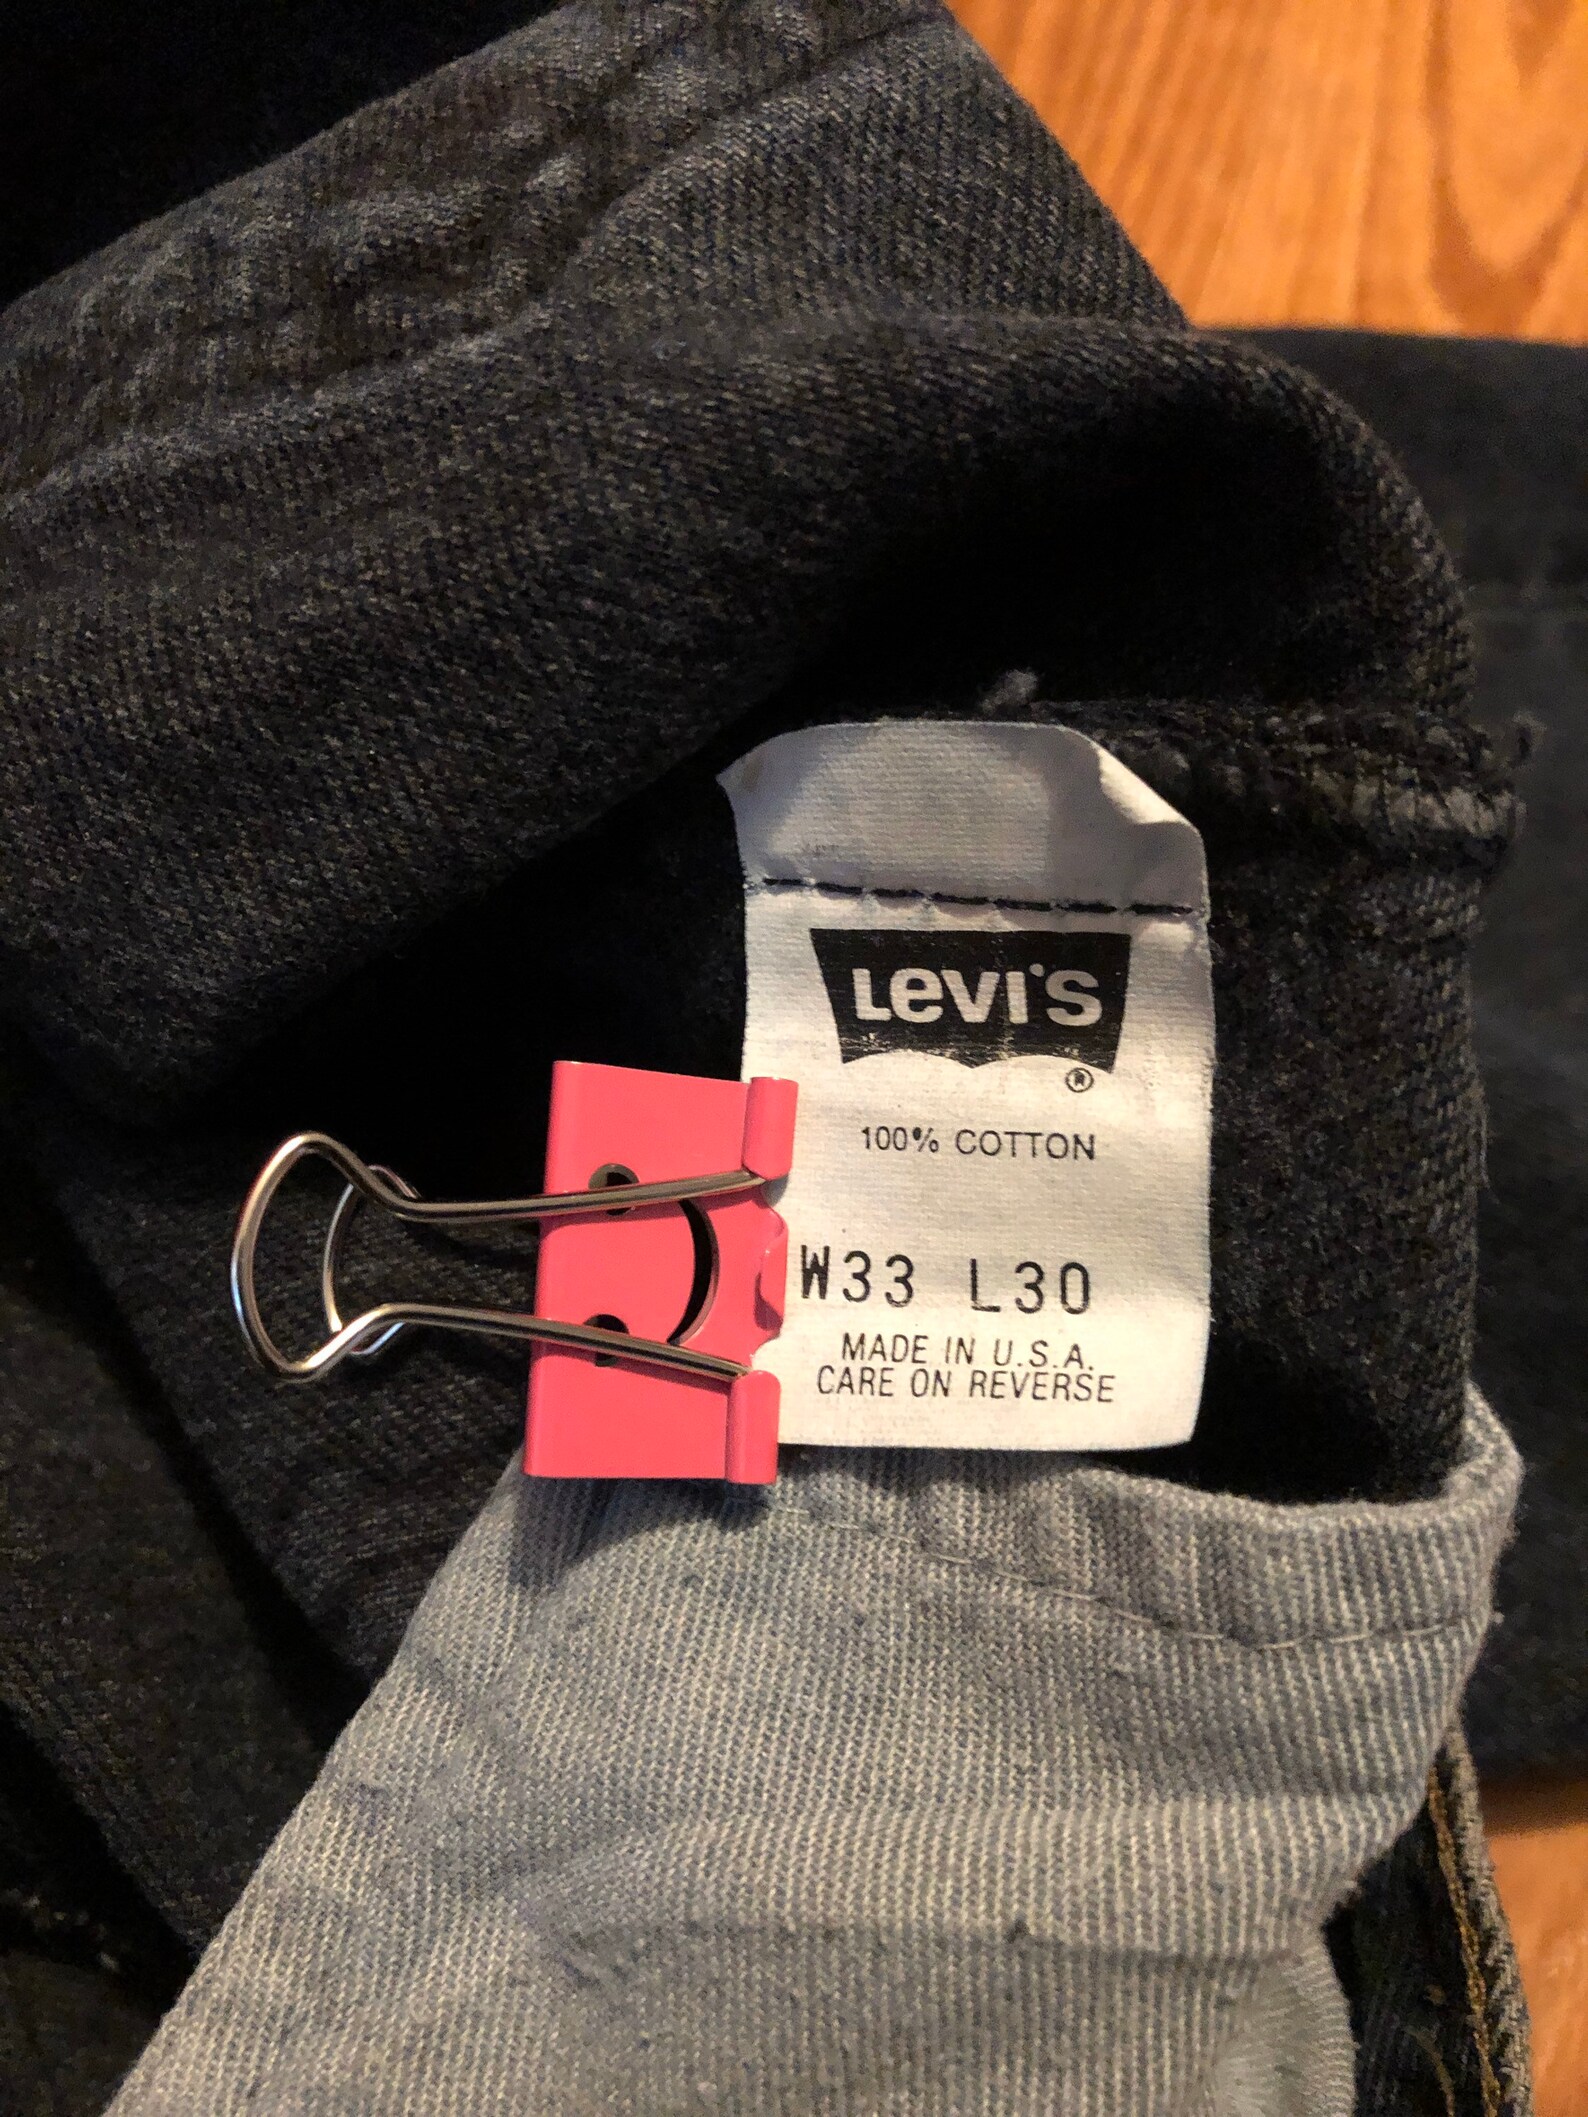 LEVI'S
®
100% COTTON
W33 L30
MADE IN U.S.A.
CARE ON REVERSE